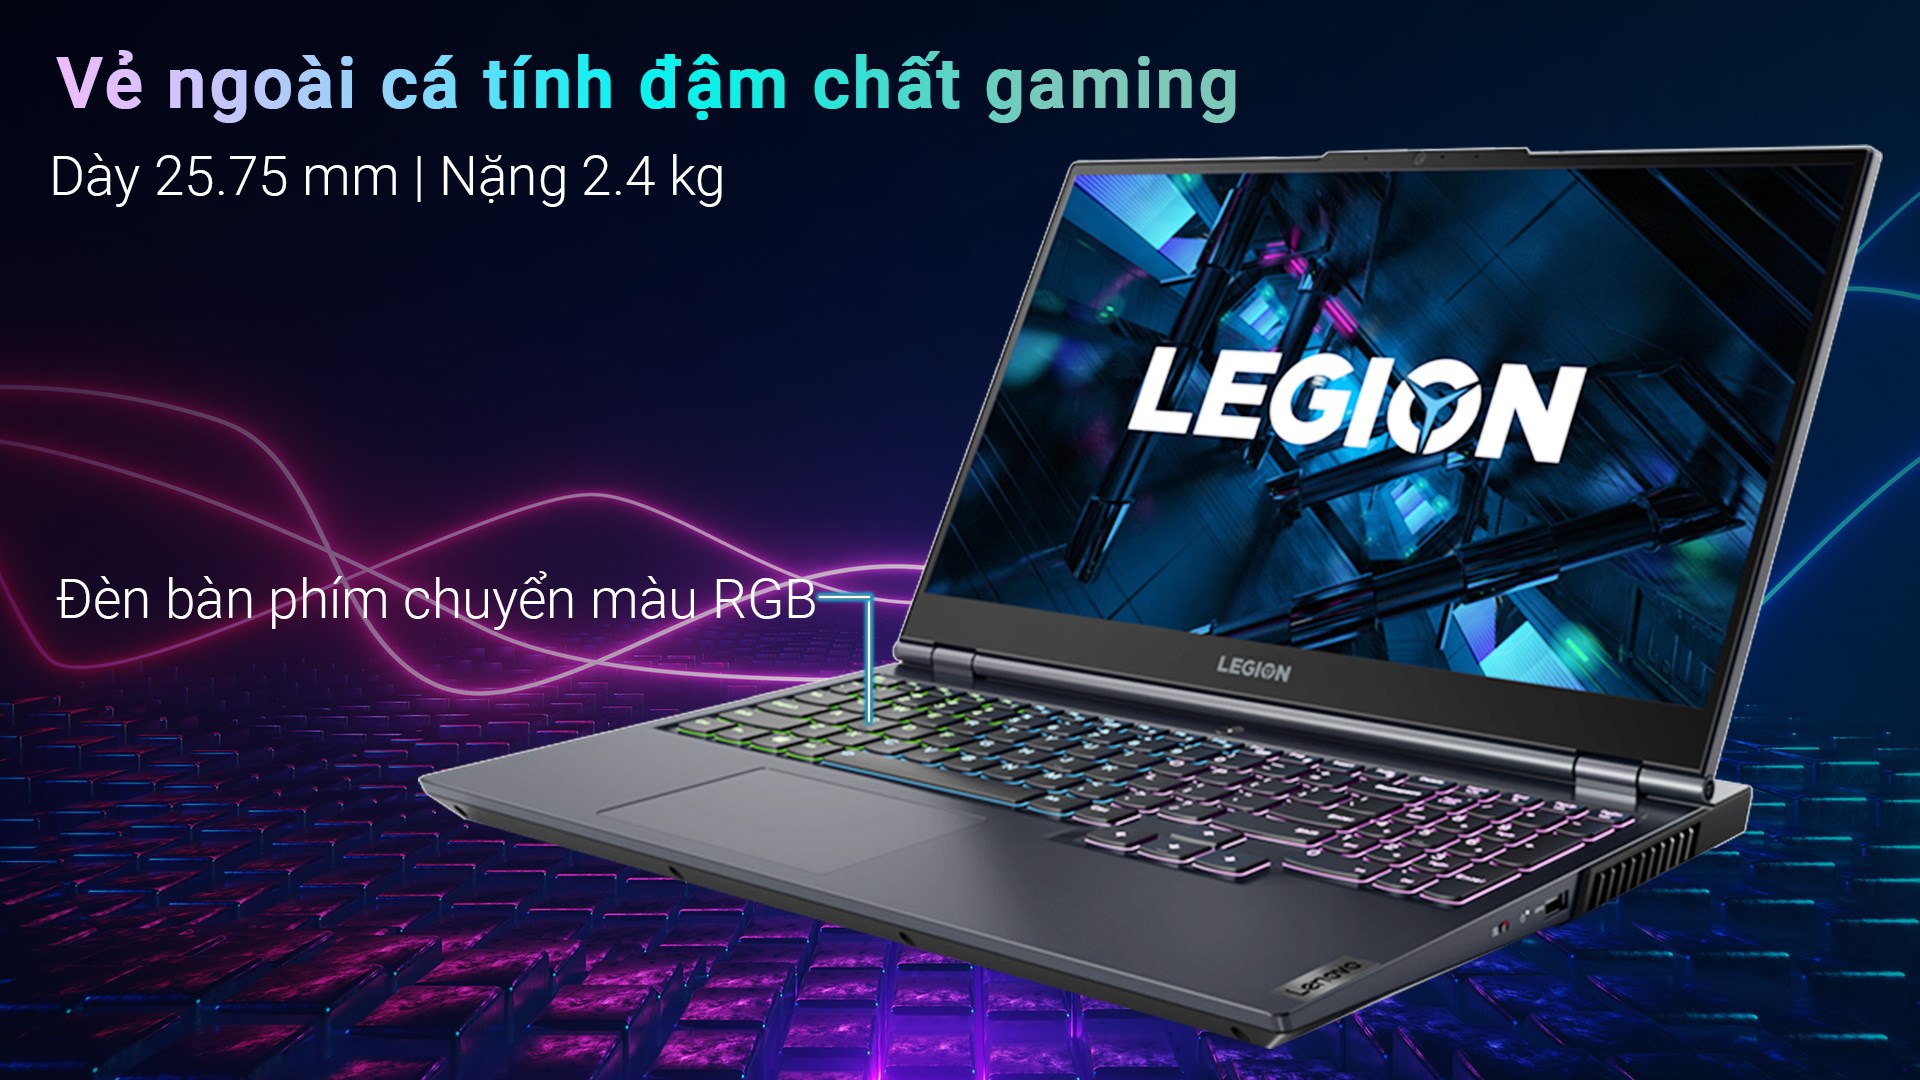 Vẻ ngoài cá tính đậm chất gaming
Dày 25.75 mm | Nặng 2.4 kg
LEGION
Đèn bàn phím chuyển màu RGB
LEGION
Lenovo